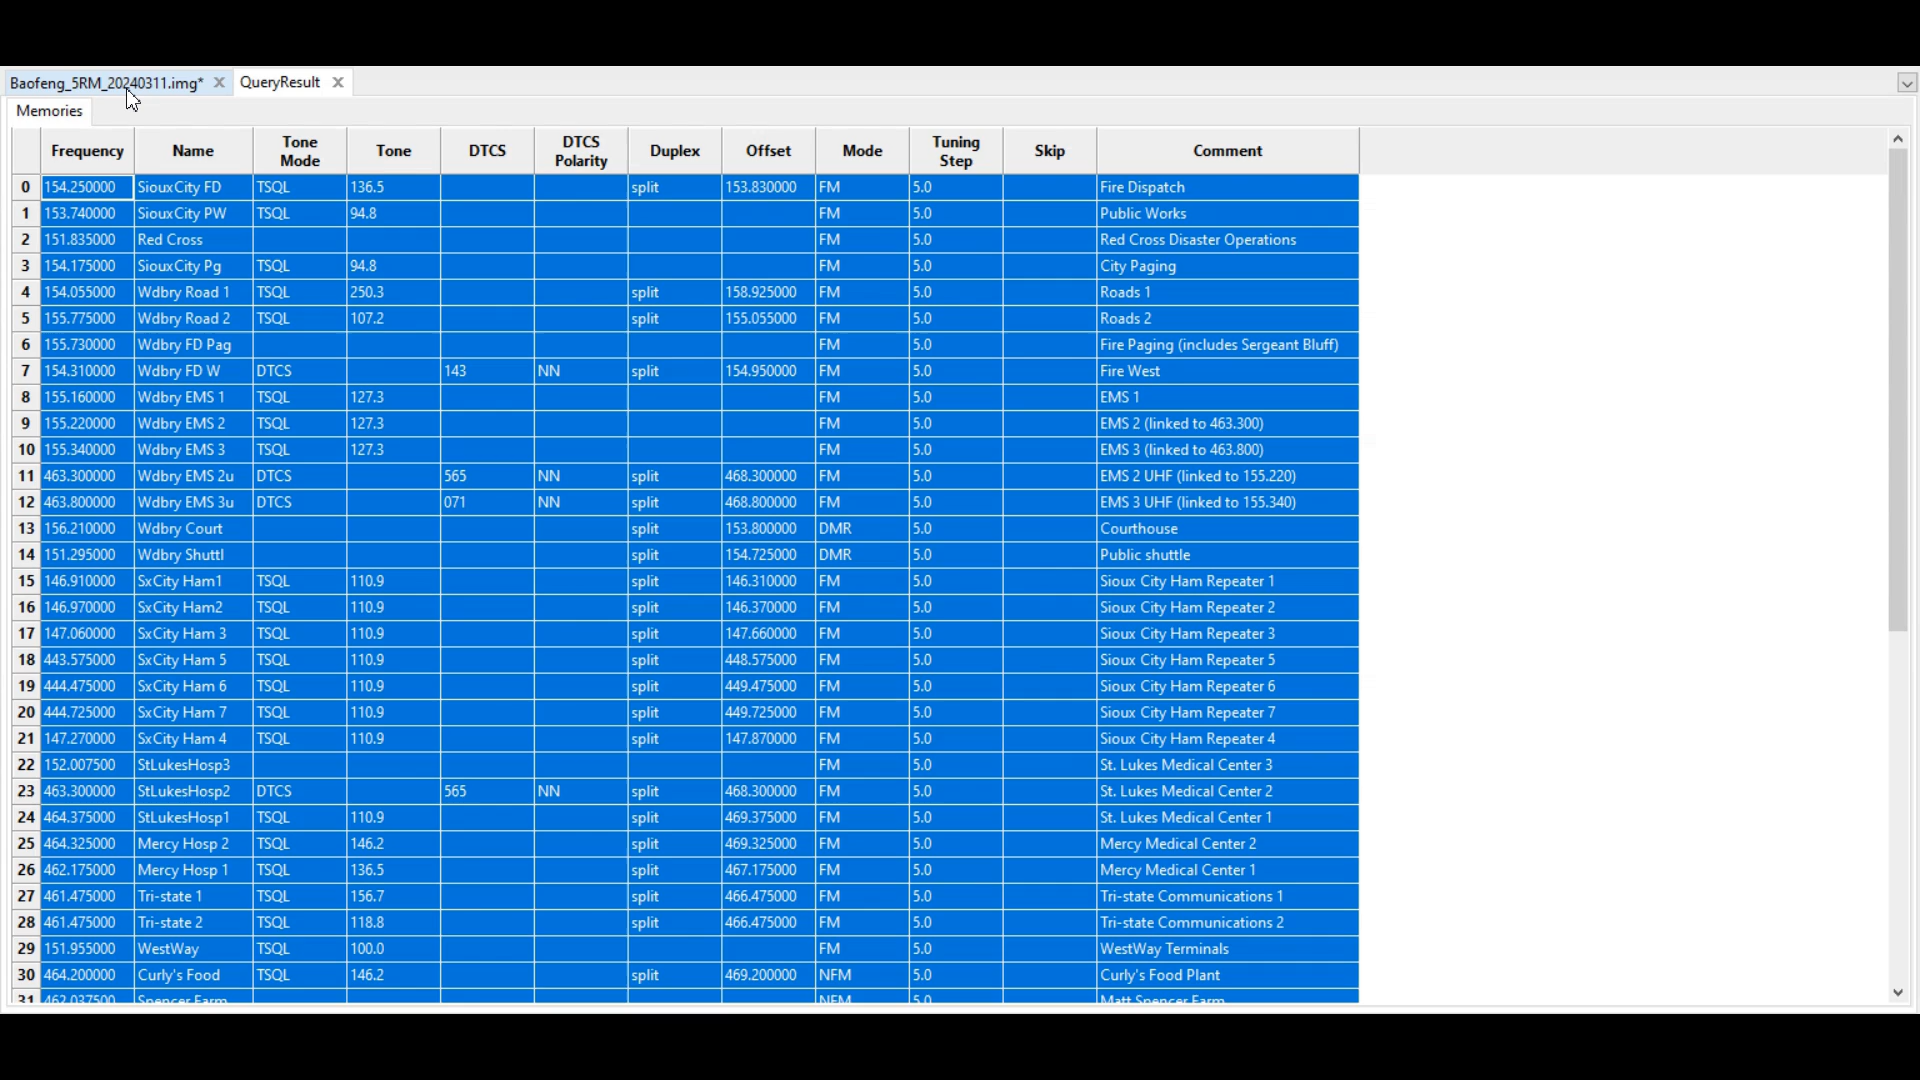 Baofeng_5RM_20240311.img* QueryResult
Memories
Frequency Name Tone Mode Tone DTCS DTCS Polarity Duplex Offset Mode Tuning Step Skip Comment
0 154.250000 SiouxCity FD TSQL 136.5 split 153.830000 FM 5.0 Fire Dispatch
1 153.740000 SiouxCity PW TSQL 94.8 FM 5.0 Public Works
2 151.835000 Red Cross FM 5.0 Red Cross Disaster Operations
3 154.175000 SiouxCity Pg TSQL 94.8 FM 5.0 City Paging
4 154.055000 Wdbry Road 1 TSQL 250.3 split 158.925000 FM 5.0 Roads 1
5 155.775000 Wdbry Road 2 TSQL 107.2 split 155.055000 FM 5.0 Roads 2
6 155.730000 Wdbry FD Pag FM 5.0 Fire Paging (includes Sergeant Bluff)
7 154.310000 Wdbry FD W DTCS 143 NN split 154.950000 FM 5.0 Fire West
8 155.160000 Wdbry EMS 1 TSQL 127.3 FM 5.0 EMS 1
9 155.220000 Wdbry EMS 2 TSQL 127.3 FM 5.0 EMS 2 (linked to 463.300)
10 155.340000 Wdbry EMS 3 TSQL 127.3 FM 5.0 EMS 3 (linked to 463.800)
11 463.300000 Wdbry EMS 2u DTCS 565 NN split 468.300000 FM 5.0 EMS 2 UHF (linked to 155.220)
12 463.800000 Wdbry EMS 3u DTCS 071 NN split 468.800000 FM 5.0 EMS 3 UHF (linked to 155.340)
13 156.210000 Wdbry Court split 153.800000 DMR 5.0 Courthouse
14 151.295000 Wdbry Shuttl split 154.725000 DMR 5.0 Public shuttle
15 146.910000 SxCity Ham1 TSQL 110.9 split 146.310000 FM 5.0 Sioux City Ham Repeater 1
16 146.970000 SxCity Ham2 TSQL 110.9 split 146.370000 FM 5.0 Sioux City Ham Repeater 2
17 147.060000 SxCity Ham 3 TSQL 110.9 split 147.660000 FM 5.0 Sioux City Ham Repeater 3
18 443.575000 SxCity Ham 5 TSQL 110.9 split 448.575000 FM 5.0 Sioux City Ham Repeater 5
19 444.475000 SxCity Ham 6 TSQL 110.9 split 449.475000 FM 5.0 Sioux City Ham Repeater 6
20 444.725000 SxCity Ham 7 TSQL 110.9 split 449.725000 FM 5.0 Sioux City Ham Repeater 7
21 147.270000 SxCity Ham 4 TSQL 110.9 split 147.870000 FM 5.0 Sioux City Ham Repeater 4
22 152.007500 StLukesHosp3 FM 5.0 St. Lukes Medical Center 3
23 463.300000 StLukesHosp2 DTCS 565 NN split 468.300000 FM 5.0 St. Lukes Medical Center 2
24 464.375000 StLukesHosp1 TSQL 110.9 split 469.375000 FM 5.0 St. Lukes Medical Center 1
25 464.325000 Mercy Hosp 2 TSQL 146.2 split 469.325000 FM 5.0 Mercy Medical Center 2
26 462.175000 Mercy Hosp 1 TSQL 136.5 split 467.175000 FM 5.0 Mercy Medical Center 1
27 461.475000 Tri-state 1 TSQL 156.7 split 466.475000 FM 5.0 Tri-state Communications 1
28 461.475000 Tri-state 2 TSQL 118.8 split 466.475000 FM 5.0 Tri-state Communications 2
29 151.955000 WestWay TSQL 100.0 FM 5.0 WestWay Terminals
30 464.200000 Curly's Food TSQL 146.2 split 469.200000 NFM 5.0 Curly's Food Plant
31 462.037500 Spencer Farm NFM 5.0 Matt Spencer Farm